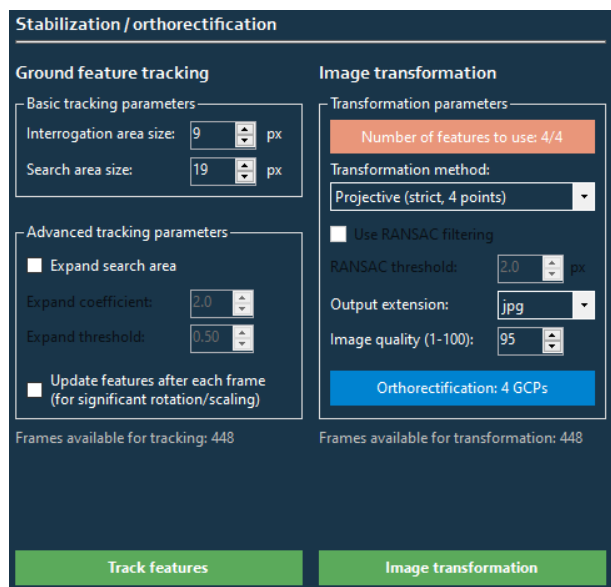 Stabilization / orthorectification
Ground feature tracking
Basic tracking parameters
Interrogation area size: 9 px
Search area size: 19 px
Advanced tracking parameters
Expand search area
Expand coefficient: 2.0
Expand threshold: 0.50
Update features after each frame
(for significant rotation/scaling)
Frames available for tracking: 448
Track features
Image transformation
Transformation parameters
Number of features to use: 4/4
Transformation method:
Projective (strict, 4 points)
Use RANSAC filtering
RANSAC threshold: 2.0 px
Output extension: jpg
Image quality (1-100): 95
Orthorectification: 4 GCPs
Frames available for transformation: 448
Image transformation